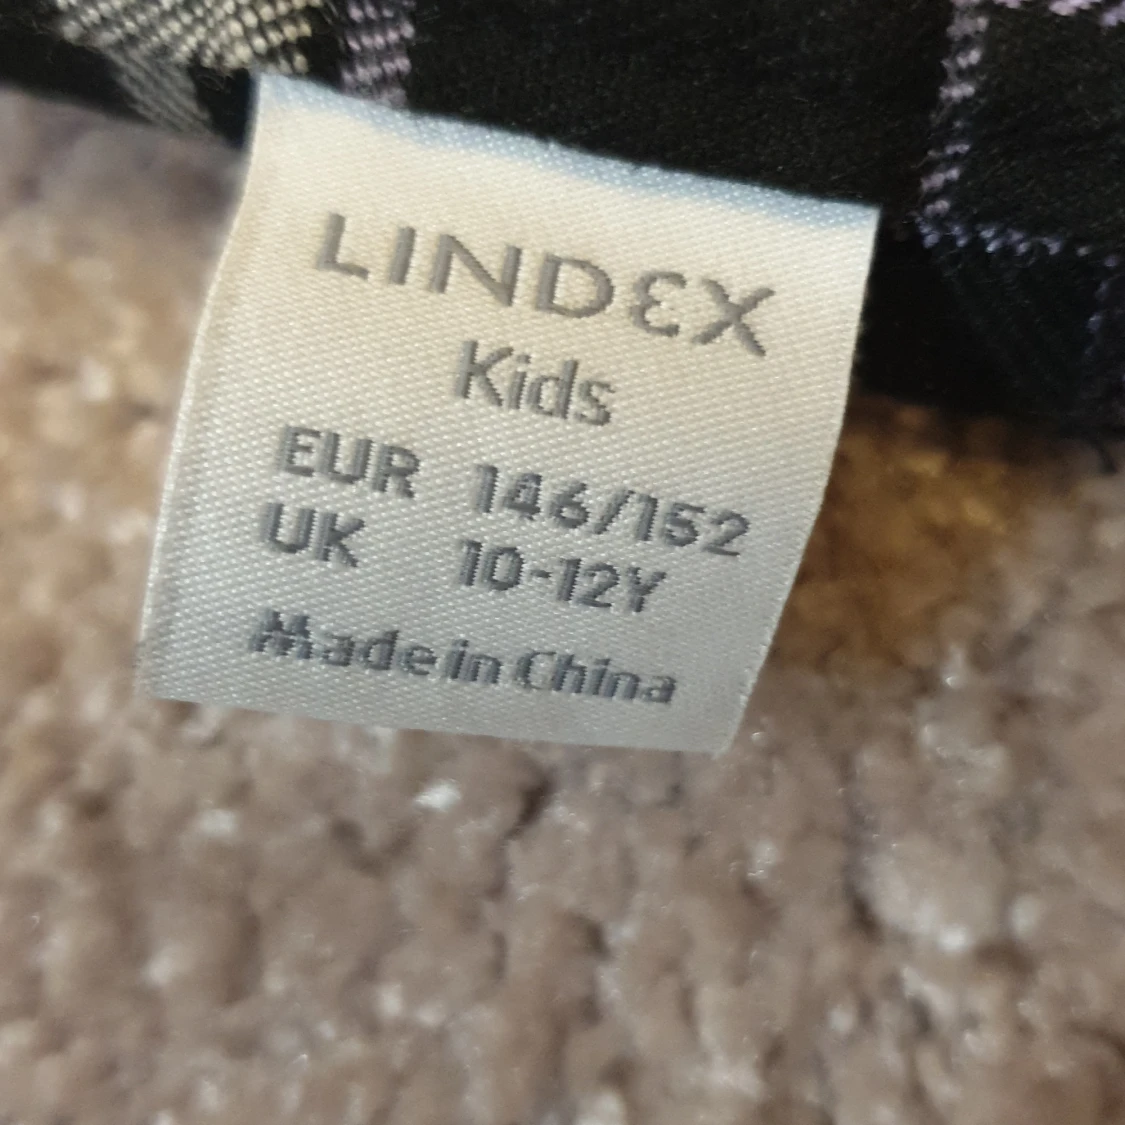 LINDEX
Kids
EUR 146/152
UK 10-12Y
Made in China